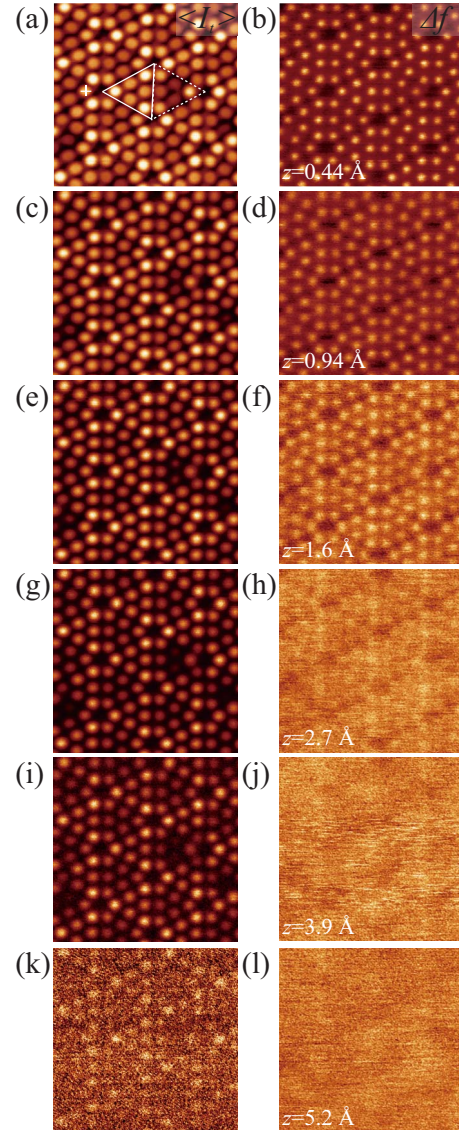 (a) <I_t> (b) Δf
z=0.44 Å
(c) (d)
z=0.94 Å
(e) (f)
z=1.6 Å
(g) (h)
z=2.7 Å
(i) (j)
z=3.9 Å
(k) (l)
z=5.2 Å